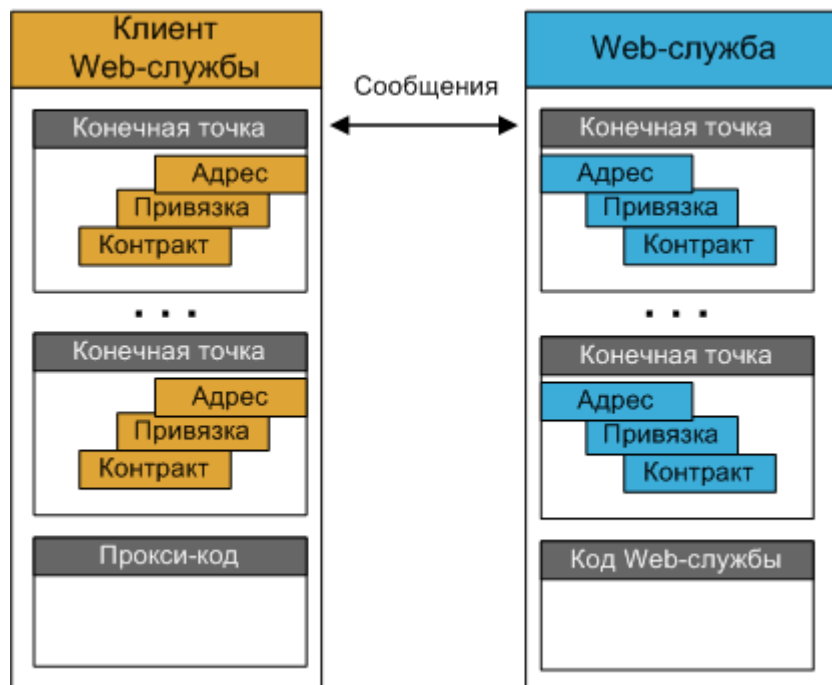 Клиент
Web-службы
Конечная точка
Адрес
Привязка
Контракт
. . .
Конечная точка
Адрес
Привязка
Контракт
Прокси-код
Сообщения
Web-служба
Конечная точка
Адрес
Привязка
Контракт
. . .
Конечная точка
Адрес
Привязка
Контракт
Код Web-службы